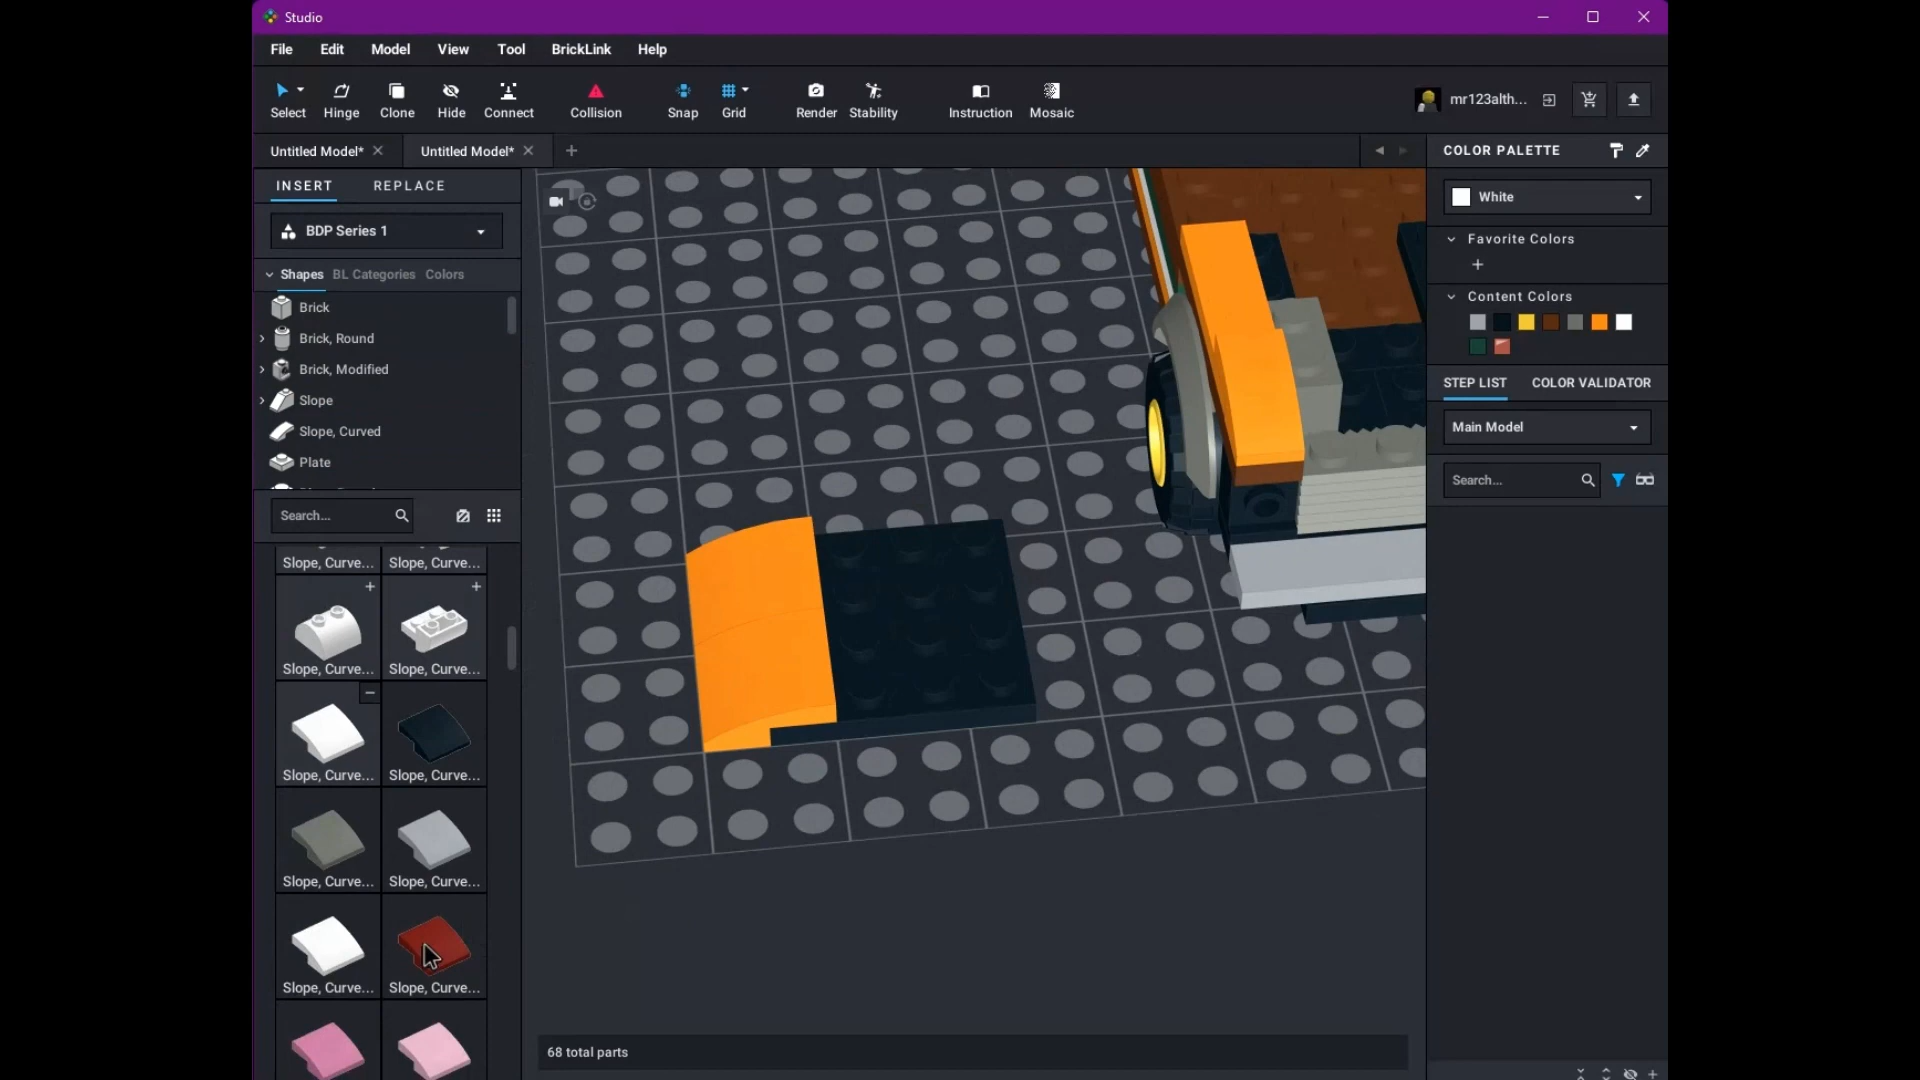 Studio
File Edit Model View Tool BrickLink Help
Select Hinge Clone Hide Connect Collision Snap Grid Render Stability Instruction Mosaic
mr123alth...
Untitled Model* Untitled Model*
COLOR PALETTE
INSERT REPLACE
White
BDP Series 1
Favorite Colors
Shapes BL Categories Colors
Content Colors
Brick
Brick, Round
Brick, Modified
STEP LIST COLOR VALIDATOR
Slope
Main Model
Slope, Curved
Plate
Search...
Search...
Slope, Curve... Slope, Curve...
Slope, Curve... Slope, Curve...
Slope, Curve... Slope, Curve...
Slope, Curve... Slope, Curve...
Slope, Curve... Slope, Curve...
68 total parts